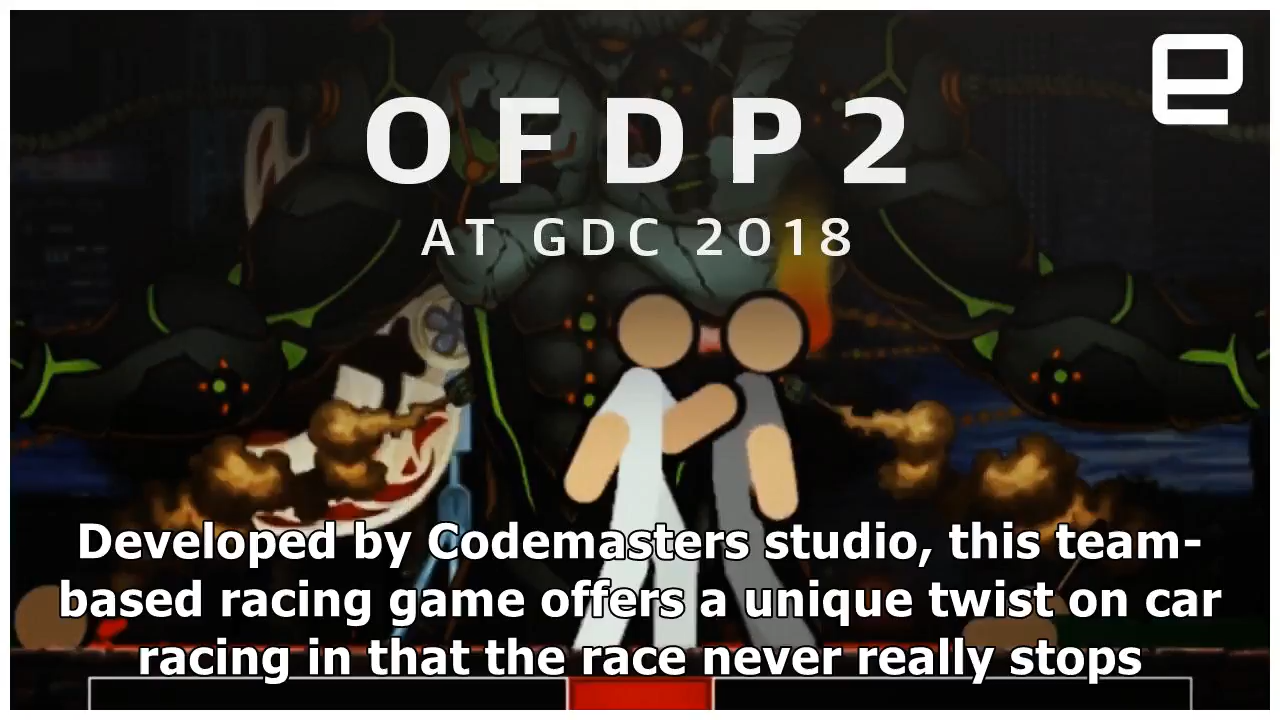 OFDP2
AT GDC 2018
Developed by Codemasters studio, this team-
based racing game offers a unique twist on car
racing in that the race never really stops